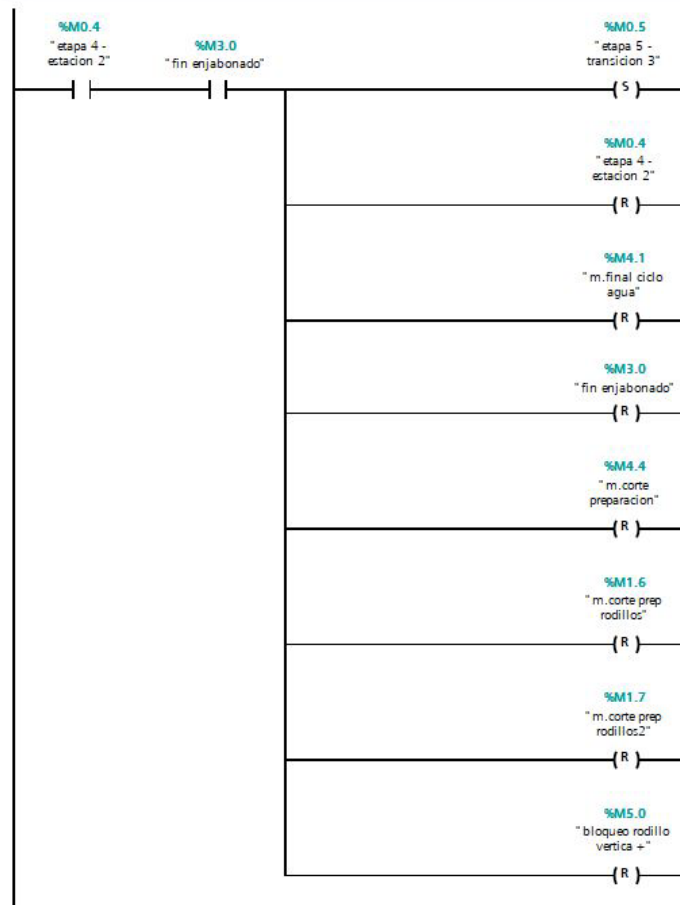 %M0.4
"etapa 4 -
estacion 2"
%M3.0
"fin enjabonado"
%M0.5
"etapa 5 -
transicion 3"
S
%M0.4
"etapa 4 -
estacion 2"
R
%M4.1
"m.final ciclo
agua"
R
%M3.0
"fin enjabonado"
R
%M4.4
"m.corte
preparacion"
R
%M1.6
"m.corte prep
rodillos"
R
%M1.7
"m.corte prep
rodillos2"
R
%M5.0
"bloqueo rodillo
vertica +"
R